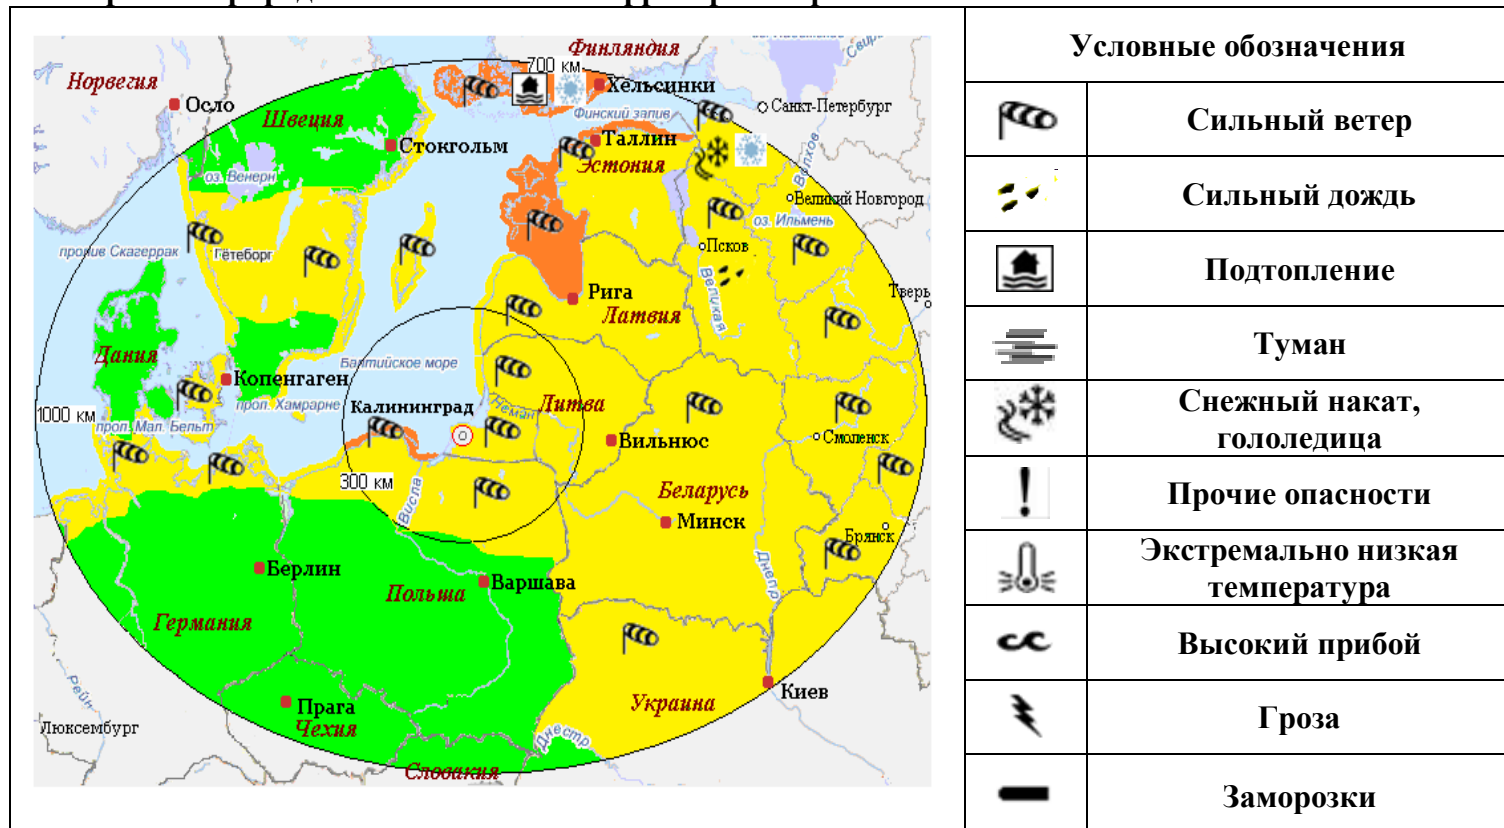 Условные обозначения
Сильный ветер
Сильный дождь
Подтопление
Туман
Снежный накат,
гололедица
Прочие опасности
Экстремально низкая
температура
Высокий прибой
Гроза
Заморозки
Финляндия
700 км
Норвегия
Хельсинки
Осло
Санкт-Петербург
Финский залив
Швеция
Таллин
Стокгольм
Эстония
Волхов
оз. Венерн
Великий Новгород
оз. Ильмень
Псков
пролив Скагеррак
Гётеборг
Великая
Рига
Тверь
Латвия
Дания
Балтийское море
Копенгаген
Неман
Литва
проп. Хамрарне
Калининград
1000 км
проп. Мал. Бельт
Вильнюс
Смоленск
300 км
Висла
Беларусь
Минск
Брянск
Днепр
Берлин
Польша
Варшава
Германия
Рейн
Прага
Чехия
Украина
Киев
Люксембург
Днестр
Словакия